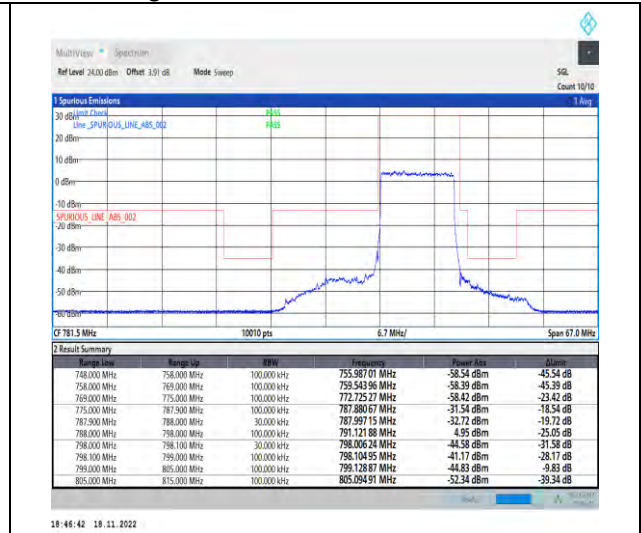 MultiView Spectrum
Ref Level 24.00 dBm Offset 3.91 dB Mode Sweep SGL
Count 10/10
1 Spurious Emissions 1 Avg
30 dBm Limit Check PASS
Line _SPURIOUS_LINE_ABS_002 PASS
20 dBm
10 dBm
0 dBm
-10 dBm
SPURIOUS_LINE_ABS_002
-20 dBm
-30 dBm
-40 dBm
-50 dBm
-60 dBm
CF 781.5 MHz 10010 pts 6.7 MHz/ Span 67.0 MHz
2 Result Summary
Range Low Range Up RBW Frequency Power Abs ΔLimit
748.000 MHz 758.000 MHz 100.000 kHz 755.98701 MHz -58.54 dBm -45.54 dB
758.000 MHz 769.000 MHz 100.000 kHz 759.54396 MHz -58.39 dBm -45.39 dB
769.000 MHz 775.000 MHz 100.000 kHz 772.72527 MHz -58.42 dBm -23.42 dB
775.000 MHz 787.900 MHz 100.000 kHz 787.88067 MHz -31.54 dBm -18.54 dB
787.900 MHz 788.000 MHz 30.000 kHz 787.99715 MHz -32.72 dBm -19.72 dB
788.000 MHz 798.000 MHz 100.000 kHz 791.12188 MHz 4.95 dBm -25.05 dB
798.000 MHz 798.100 MHz 30.000 kHz 798.00624 MHz -44.58 dBm -31.58 dB
798.100 MHz 799.000 MHz 100.000 kHz 798.10495 MHz -41.17 dBm -28.17 dB
799.000 MHz 805.000 MHz 100.000 kHz 799.12887 MHz -44.83 dBm -9.83 dB
805.000 MHz 815.000 MHz 100.000 kHz 805.09491 MHz -52.34 dBm -39.34 dB
18:46:42 18.11.2022